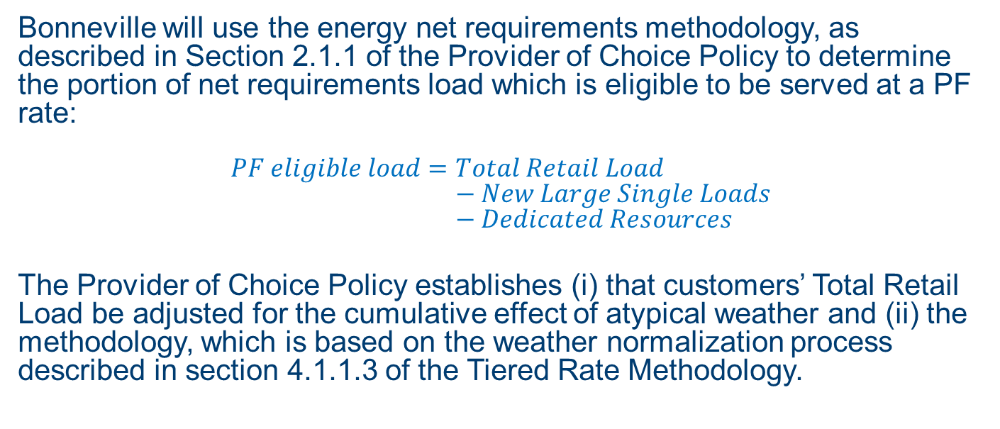 Bonneville will use the energy net requirements methodology, as
described in Section 2.1.1 of the Provider of Choice Policy to determine
the portion of net requirements load which is eligible to be served at a PF
rate:
PF eligible load = Total Retail Load
− New Large Single Loads
− Dedicated Resources
The Provider of Choice Policy establishes (i) that customers’ Total Retail
Load be adjusted for the cumulative effect of atypical weather and (ii) the
methodology, which is based on the weather normalization process
described in section 4.1.1.3 of the Tiered Rate Methodology.